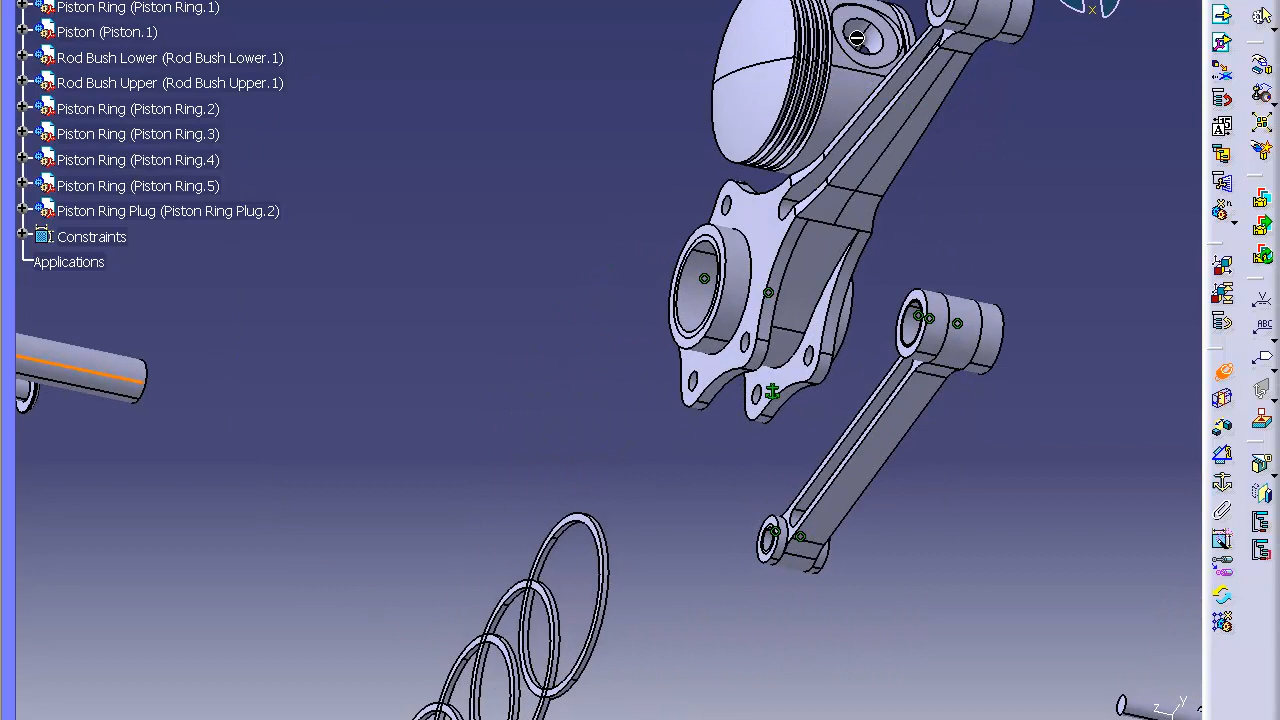 Piston Ring (Piston Ring.1)
Piston (Piston.1)
Rod Bush Lower (Rod Bush Lower.1)
Rod Bush Upper (Rod Bush Upper.1)
Piston Ring (Piston Ring.2)
Piston Ring (Piston Ring.3)
Piston Ring (Piston Ring.4)
Piston Ring (Piston Ring.5)
Piston Ring Plug (Piston Ring Plug.2)
Constraints
Applications
ABC
x
y
z